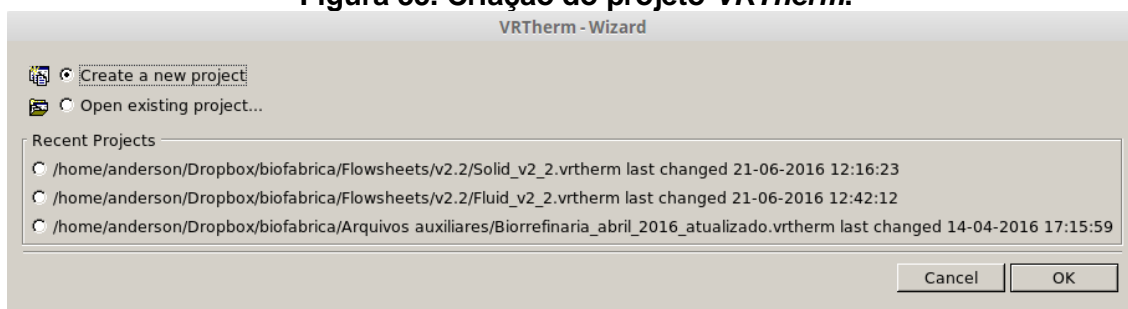 Figura 33. Criação do projeto VRTherm.
VRTherm - Wizard
Create a new project
Open existing project...
Recent Projects
/home/anderson/Dropbox/biofabrica/Flowsheets/v2.2/Solid_v2_2.vrtherm last changed 21-06-2016 12:16:23
/home/anderson/Dropbox/biofabrica/Flowsheets/v2.2/Fluid_v2_2.vrtherm last changed 21-06-2016 12:42:12
/home/anderson/Dropbox/biofabrica/Arquivos auxiliares/Biorrefinaria_abril_2016_atualizado.vrtherm last changed 14-04-2016 17:15:59
Cancel OK